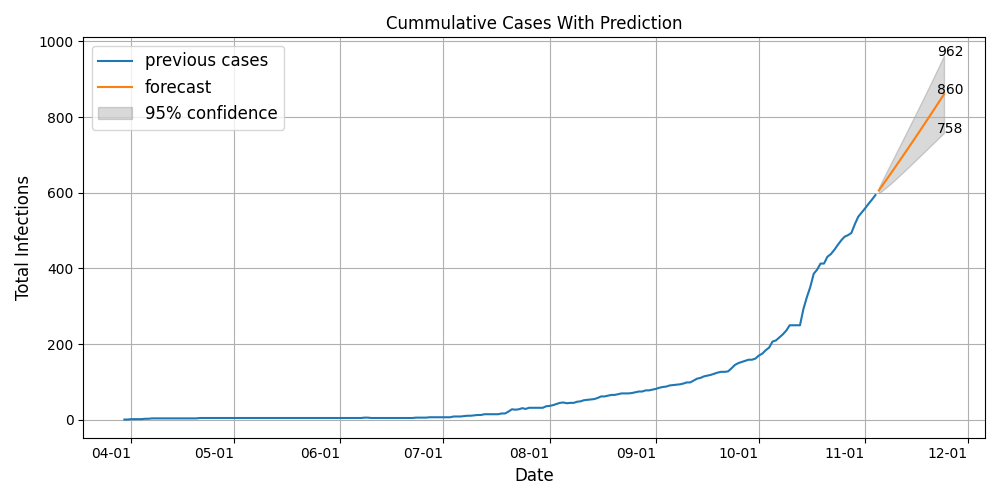 Cummulative Cases With Prediction
previous cases
forecast
95% confidence
962
860
758
1000
800
600
400
200
0
Total Infections
04-01 05-01 06-01 07-01 08-01 09-01 10-01 11-01 12-01
Date